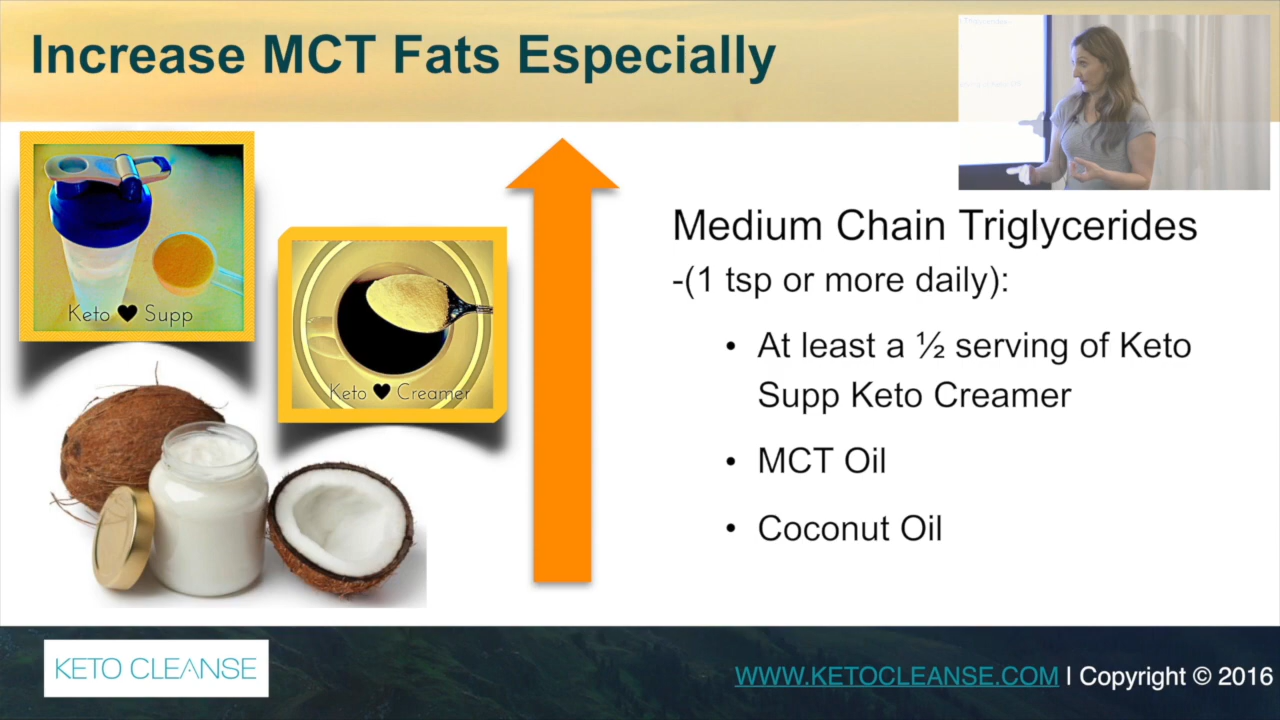 Increase MCT Fats Especially
Keto ♥ Supp
Keto ♥ Creamer
Medium Chain Triglycerides
-(1 tsp or more daily):
• At least a ½ serving of Keto
Supp Keto Creamer
• MCT Oil
• Coconut Oil
KETO CLEANSE
WWW.KETOCLEANSE.COM | Copyright © 2016